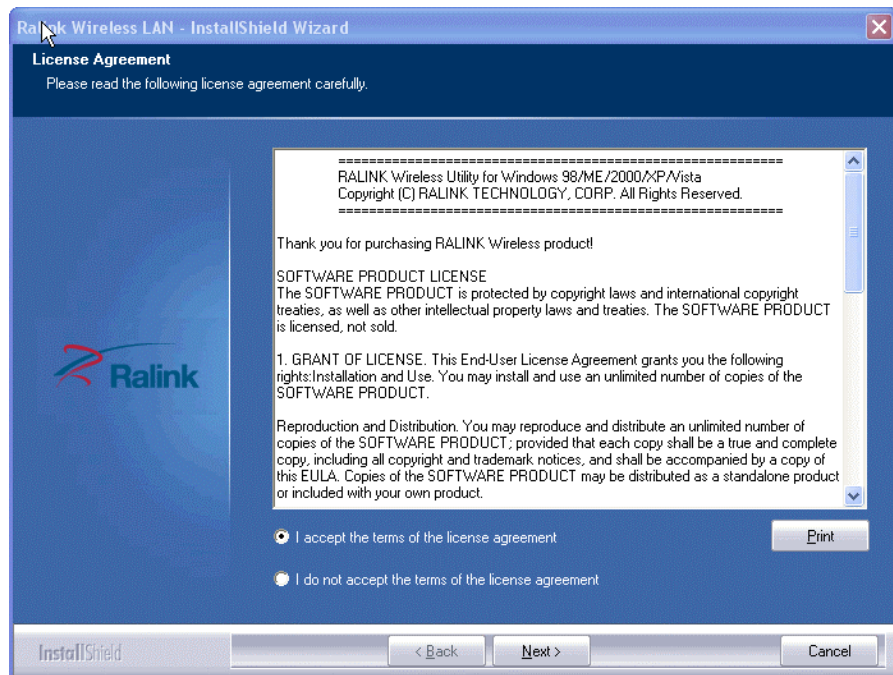 Ralink Wireless LAN - InstallShield Wizard
License Agreement
Please read the following license agreement carefully.
==========================================================
RALINK Wireless Utility for Windows 98/ME/2000/XP/Vista
Copyright (C) RALINK TECHNOLOGY, CORP. All Rights Reserved.
==========================================================
Thank you for purchasing RALINK Wireless product!
SOFTWARE PRODUCT LICENSE
The SOFTWARE PRODUCT is protected by copyright laws and international copyright
treaties, as well as other intellectual property laws and treaties. The SOFTWARE PRODUCT
is licensed, not sold.
1. GRANT OF LICENSE. This End-User License Agreement grants you the following
rights:Installation and Use. You may install and use an unlimited number of copies of the
SOFTWARE PRODUCT.
Reproduction and Distribution. You may reproduce and distribute an unlimited number of
copies of the SOFTWARE PRODUCT; provided that each copy shall be a true and complete
copy, including all copyright and trademark notices, and shall be accompanied by a copy of
this EULA. Copies of the SOFTWARE PRODUCT may be distributed as a standalone product
or included with your own product.
Ralink
I accept the terms of the license agreement
Print
I do not accept the terms of the license agreement
InstallShield
< Back
Next >
Cancel